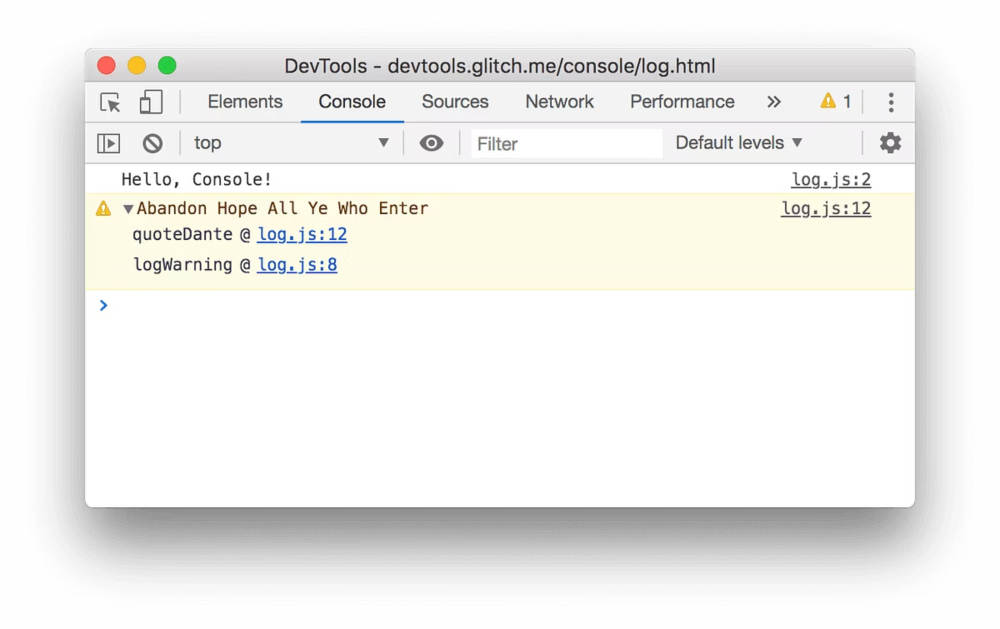 DevTools - devtools.glitch.me/console/log.html
Elements Console Sources Network Performance » 1
top Filter Default levels
Hello, Console! log.js:2
Abandon Hope All Ye Who Enter log.js:12
quoteDante @ log.js:12
logWarning @ log.js:8